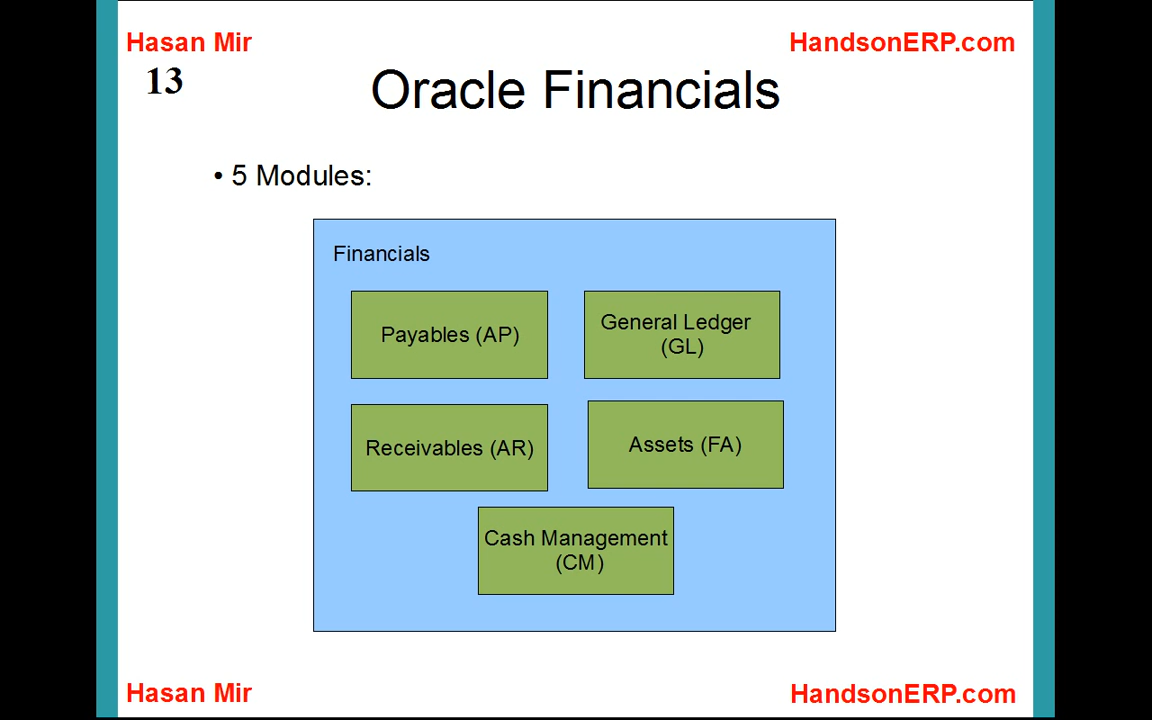 Hasan Mir
HandsonERP.com
13
Oracle Financials
• 5 Modules:
Financials
Payables (AP)
General Ledger
(GL)
Receivables (AR)
Assets (FA)
Cash Management
(CM)
Hasan Mir
HandsonERP.com